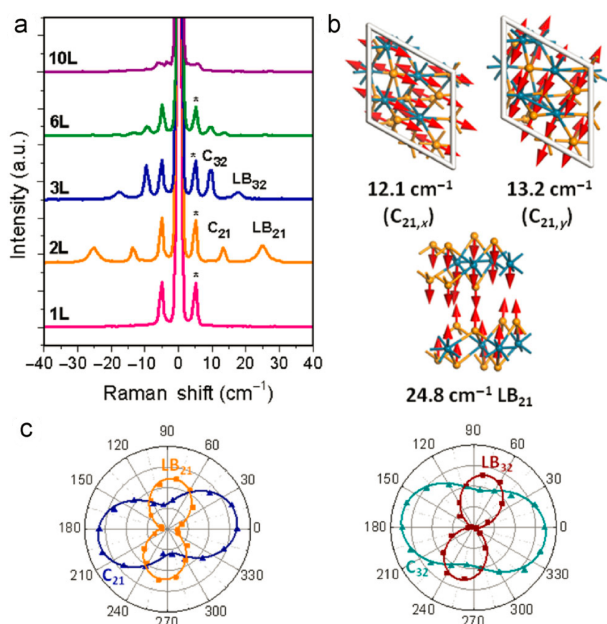 a
10L
6L
*
3L
*
C32
LB32
2L
*
C21
LB21
1L
*
Intensity (a.u.)
−40 −30 −20 −10 0 10 20 30 40
Raman shift (cm⁻¹)
b
12.1 cm⁻¹
(C21,x)
13.2 cm⁻¹
(C21,y)
24.8 cm⁻¹ LB21
c
90
120 60
LB21
150 30
180 0
C21
210 330
240 300
270
90
120 60
LB32
150 30
180 0
C32
210 330
240 300
270